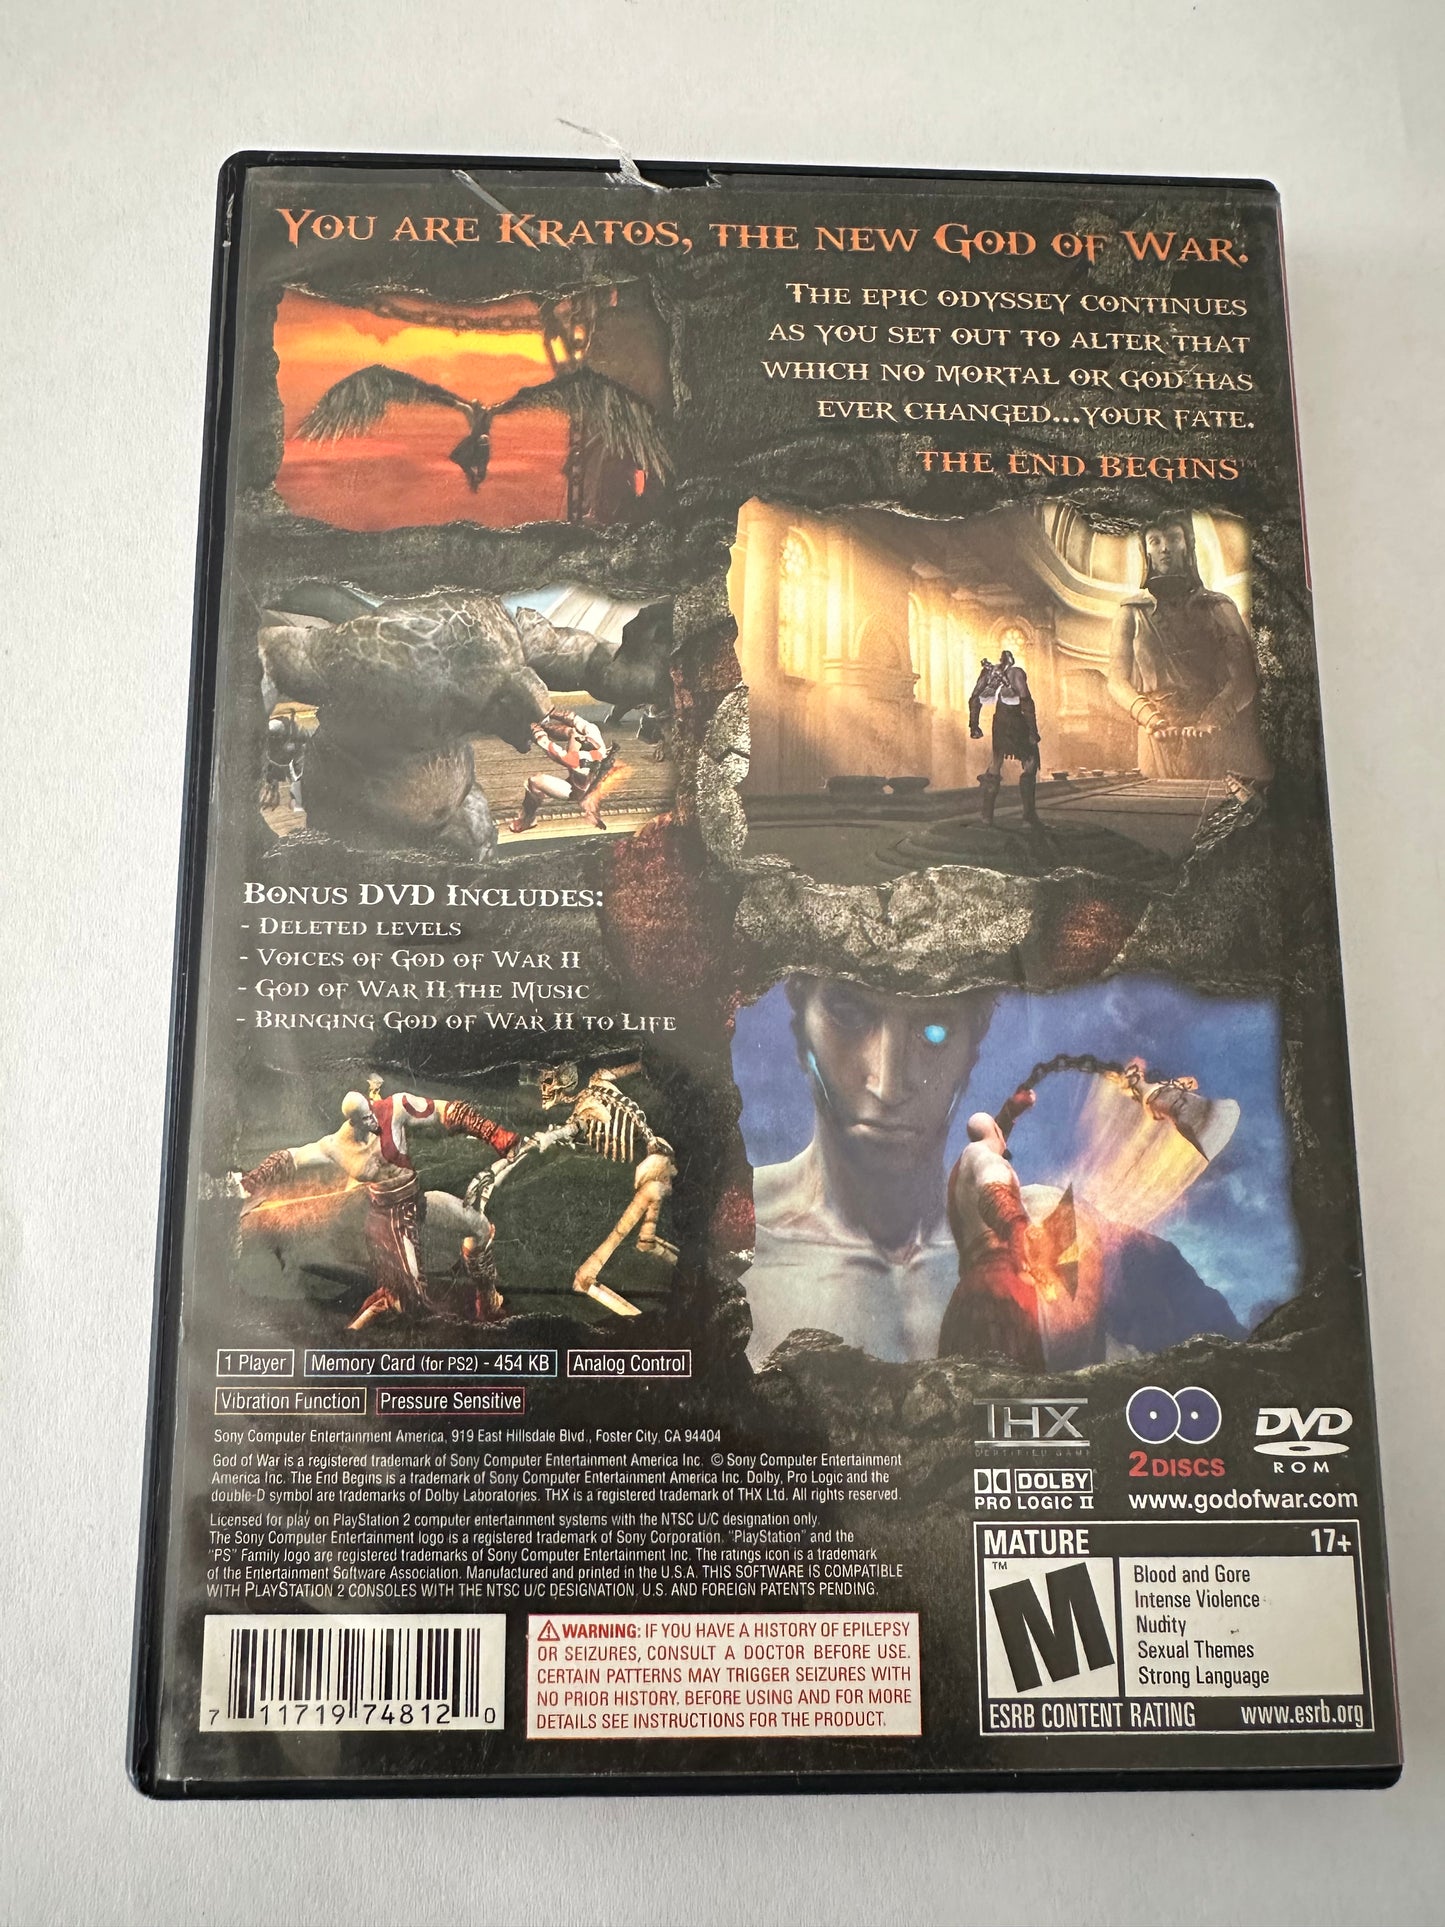 You are Kratos, the new God of War.
The epic odyssey continues
as you set out to alter that
which no mortal or god has
ever changed...your fate.
The End Begins™
Bonus DVD Includes:
- Deleted levels
- Voices of God of War II
- God of War II the Music
- Bringing God of War II to Life
1 Player
Memory Card (for PS2) - 454 KB
Analog Control
Vibration Function
Pressure Sensitive
Sony Computer Entertainment America, 919 East Hillsdale Blvd., Foster City, CA 94404
God of War is a registered trademark of Sony Computer Entertainment America Inc. © Sony Computer Entertainment
America Inc. The End Begins is a trademark of Sony Computer Entertainment America Inc. Dolby, Pro Logic and the
double-D symbol are trademarks of Dolby Laboratories. THX is a registered trademark of THX Ltd. All rights reserved.
Licensed for play on PlayStation 2 computer entertainment systems with the NTSC U/C designation only.
The Sony Computer Entertainment logo is a registered trademark of Sony Corporation. "PlayStation" and the
"PS" Family logo are registered trademarks of Sony Computer Entertainment Inc. The ratings icon is a trademark
of the Entertainment Software Association. Manufactured and printed in the U.S.A. THIS SOFTWARE IS COMPATIBLE
WITH PLAYSTATION 2 CONSOLES WITH THE NTSC U/C DESIGNATION. U.S. AND FOREIGN PATENTS PENDING.
THX
CERTIFIED GAME
DOLBY
PRO LOGIC II
2 DISCS
DVD
ROM
www.godofwar.com
7 11719 74812 0
WARNING: IF YOU HAVE A HISTORY OF EPILEPSY
OR SEIZURES, CONSULT A DOCTOR BEFORE USE.
CERTAIN PATTERNS MAY TRIGGER SEIZURES WITH
NO PRIOR HISTORY. BEFORE USING AND FOR MORE
DETAILS SEE INSTRUCTIONS FOR THE PRODUCT.
MATURE 17+
M™
Blood and Gore
Intense Violence
Nudity
Sexual Themes
Strong Language
ESRB CONTENT RATING www.esrb.org